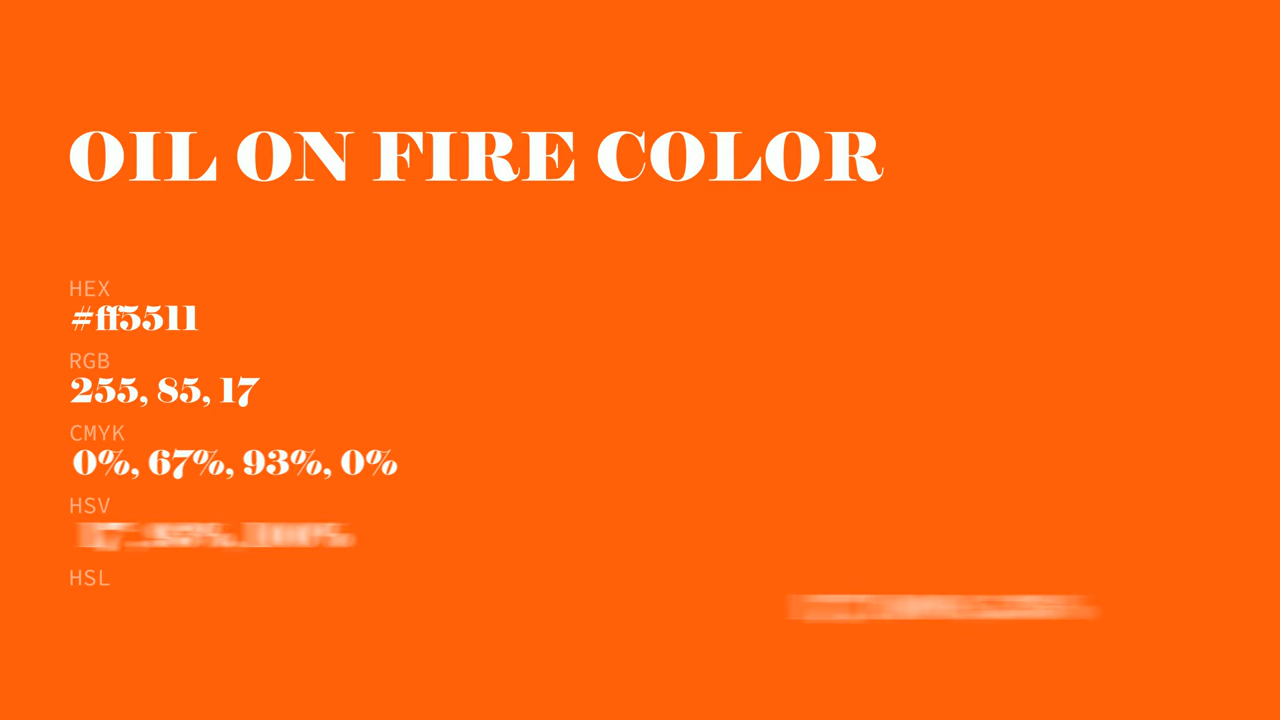 OIL ON FIRE COLOR
HEX
#ff5511
RGB
255, 85, 17
CMYK
0%, 67%, 93%, 0%
HSV
HSL